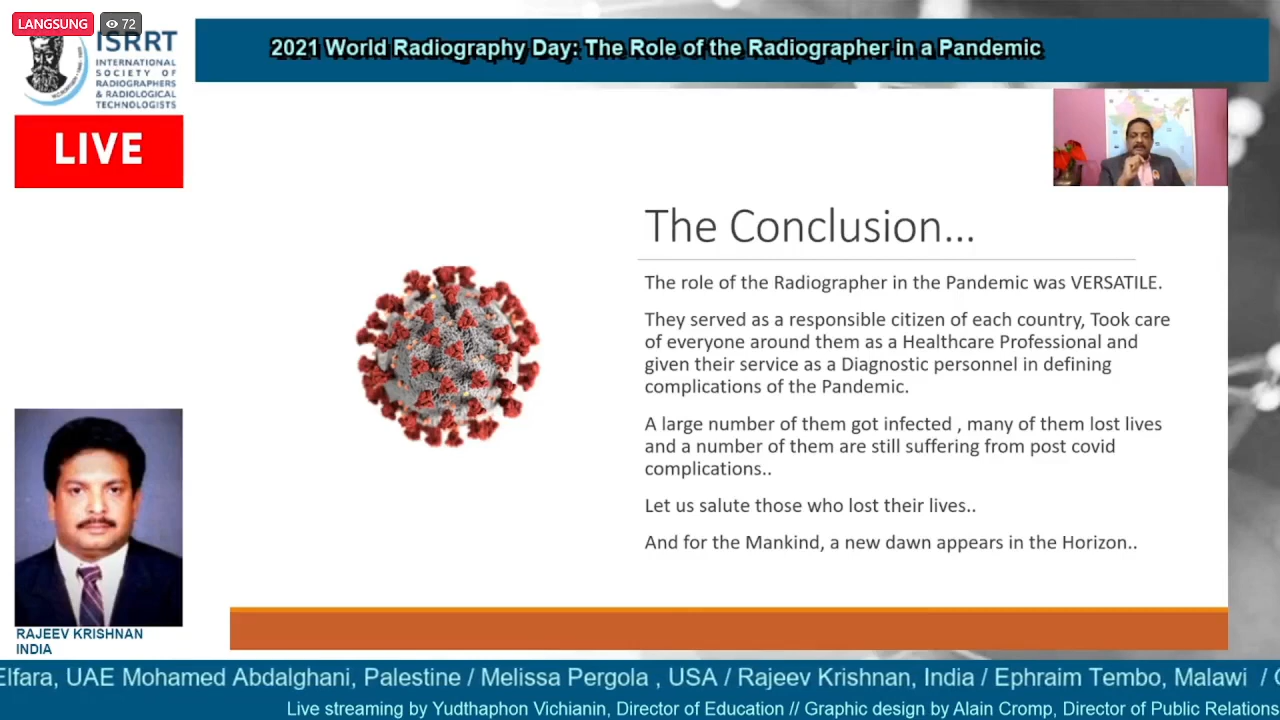 LANGSUNG 72
ISRRT
INTERNATIONAL
SOCIETY OF
RADIOGRAPHERS
& RADIOLOGICAL
TECHNOLOGISTS
2021 World Radiography Day: The Role of the Radiographer in a Pandemic
LIVE
The Conclusion...
The role of the Radiographer in the Pandemic was VERSATILE.
They served as a responsible citizen of each country, Took care
of everyone around them as a Healthcare Professional and
given their service as a Diagnostic personnel in defining
complications of the Pandemic.
A large number of them got infected , many of them lost lives
and a number of them are still suffering from post covid
complications..
Let us salute those who lost their lives..
And for the Mankind, a new dawn appears in the Horizon..
RAJEEV KRISHNAN
INDIA
Elfara, UAE Mohamed Abdalghani, Palestine / Melissa Pergola , USA / Rajeev Krishnan, India / Ephraim Tembo, Malawi /
Live streaming by Yudthaphon Vichianin, Director of Education // Graphic design by Alain Cromp, Director of Public Relations